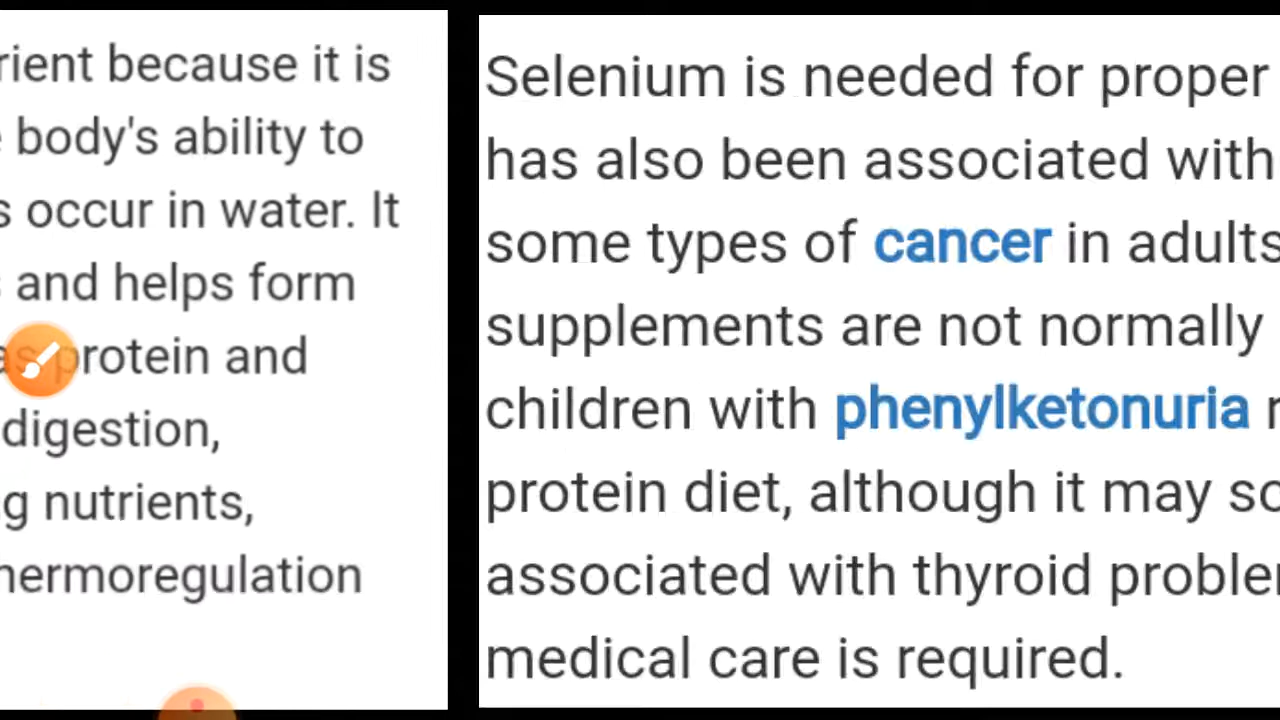 because it is
body's ability to
occur in water. It
and helps form
protein and
digestion,
nutrients,
Selenium is needed for proper
has also been associated with
some types of cancer in adults
supplements are not normally
children with phenylketonuria
protein diet, although it may
associated with thyroid
medical care is required.